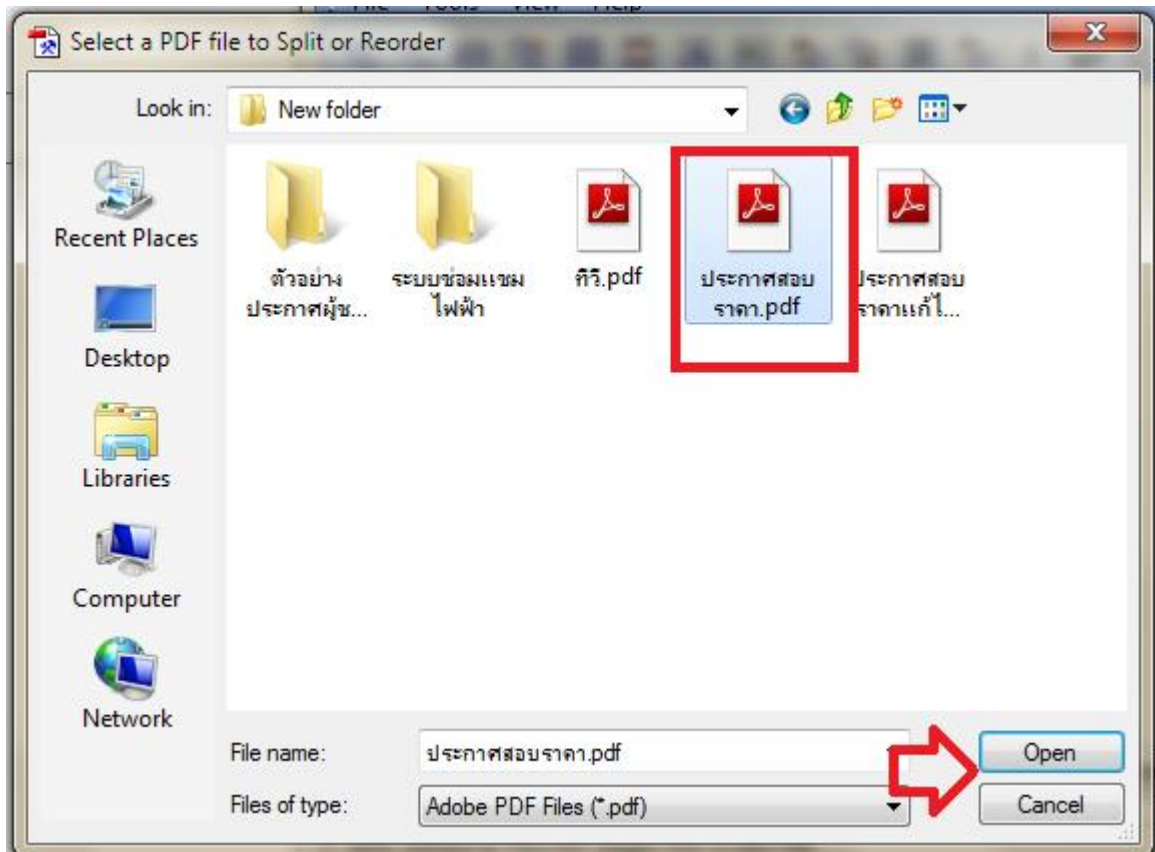 File Tools View Help
Select a PDF file to Split or Reorder
Look in:
New folder
Recent Places
Desktop
Libraries
Computer
Network
ตัวอย่าง
ประกาศผู้ช...
ระบบซ่อมแซม
ไฟฟ้า
ทีวี.pdf
ประกาศสอบ
ราคา.pdf
ประกาศสอบ
ราคาแก้ไ...
File name:
ประกาศสอบราคา.pdf
Open
Files of type:
Adobe PDF Files (*.pdf)
Cancel